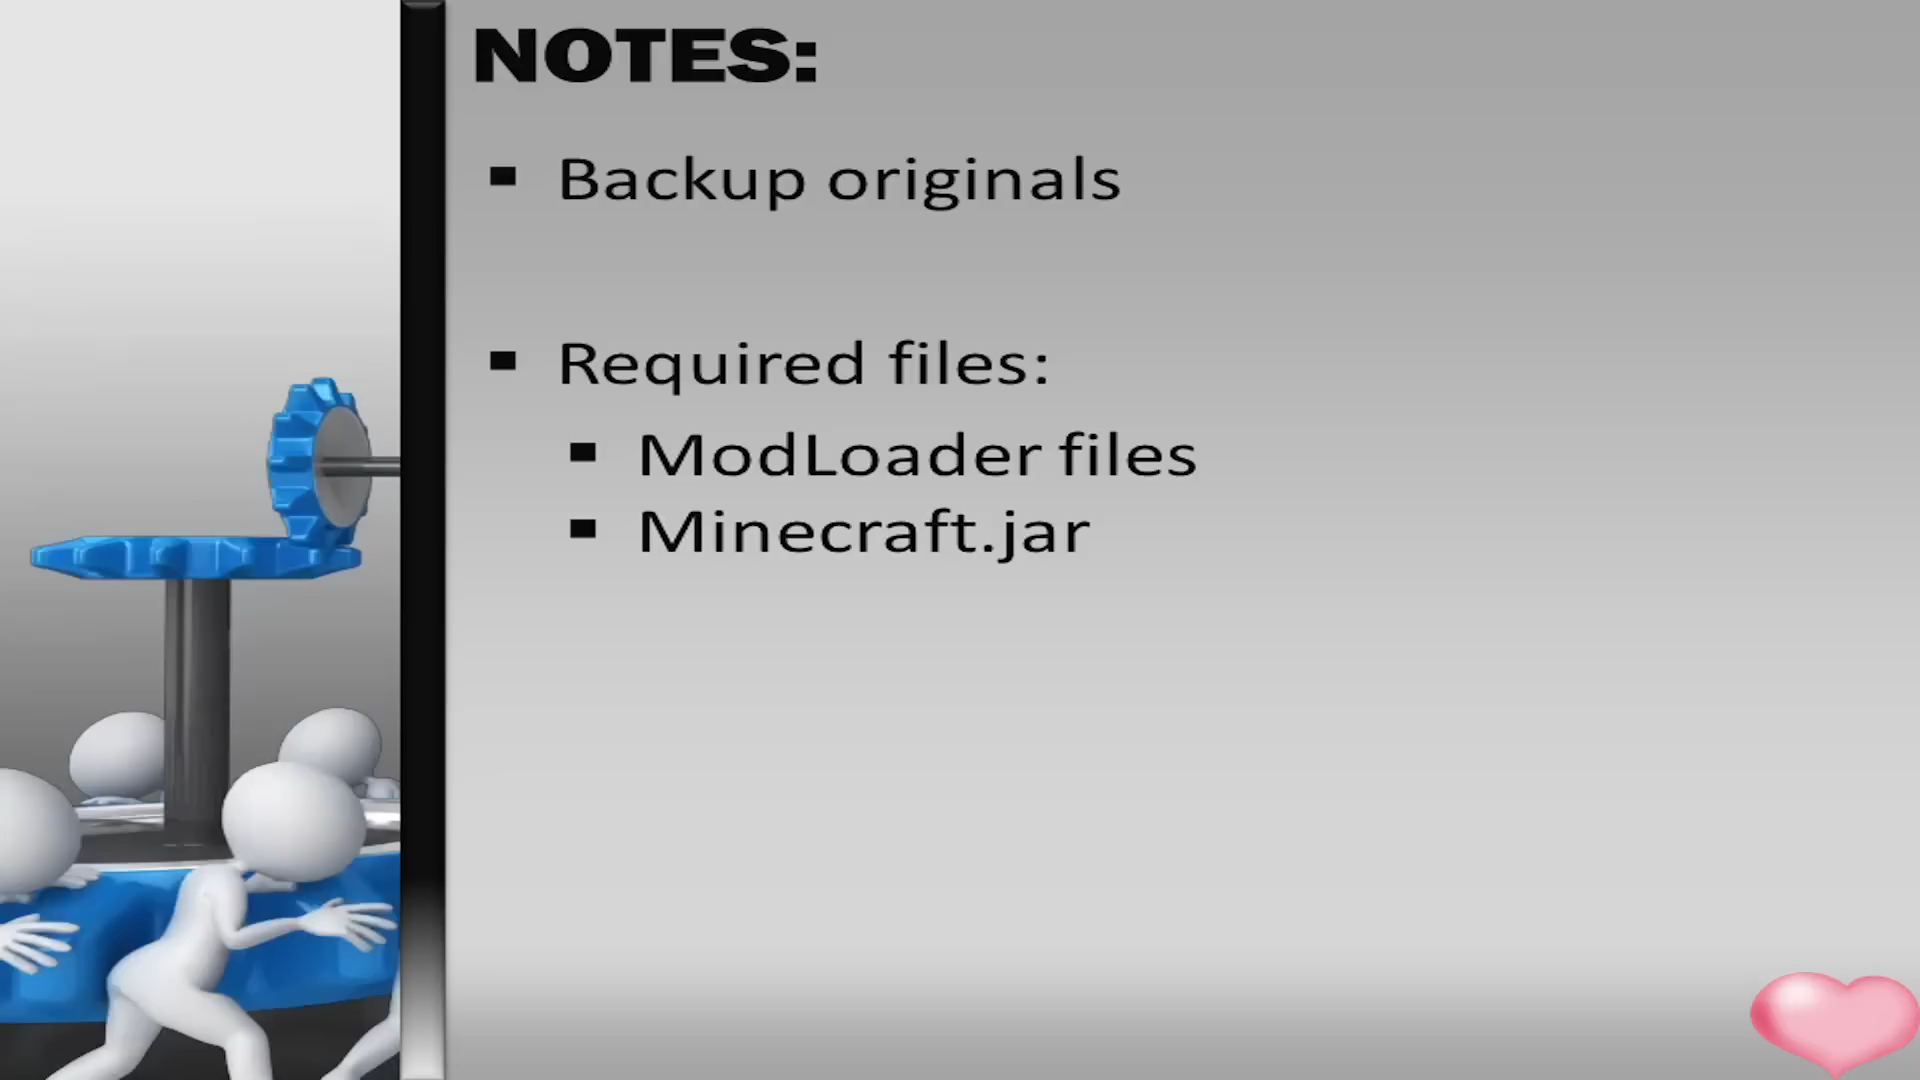 NOTES:
▪ Backup originals
▪ Required files:
▪ ModLoader files
▪ Minecraft.jar